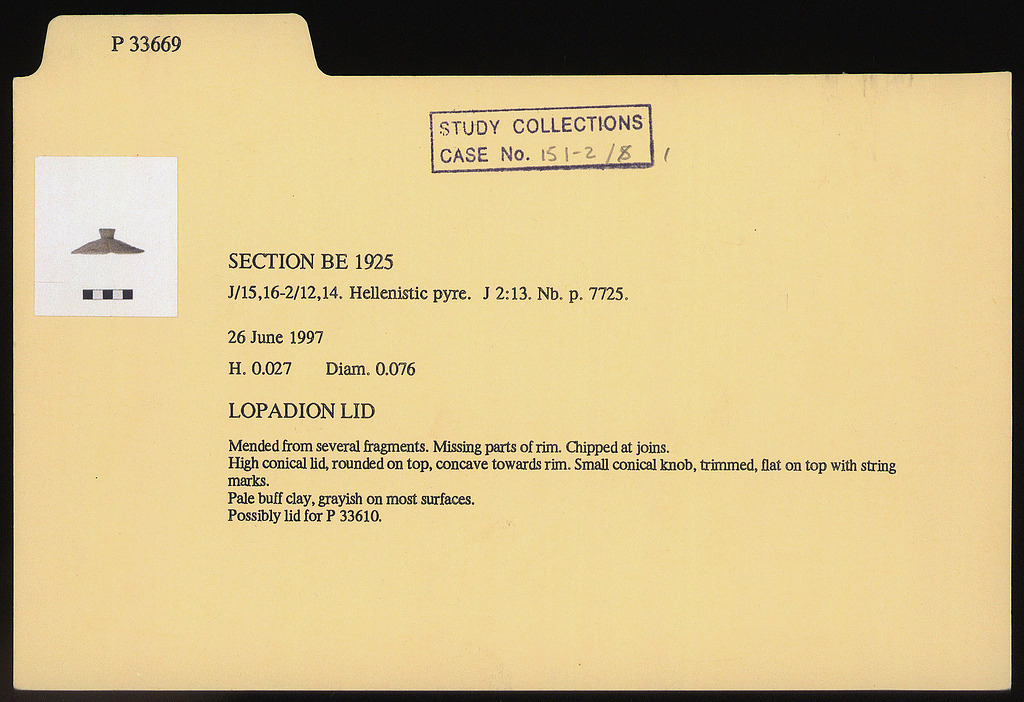 P 33669
STUDY COLLECTIONS
CASE No. 151-2 / 8 1
SECTION BE 1925
J/15,16-2/12,14. Hellenistic pyre. J 2:13. Nb. p. 7725.
26 June 1997
H. 0.027 Diam. 0.076
LOPADION LID
Mended from several fragments. Missing parts of rim. Chipped at joins.
High conical lid, rounded on top, concave towards rim. Small conical knob, trimmed, flat on top with string
marks.
Pale buff clay, grayish on most surfaces.
Possibly lid for P 33610.